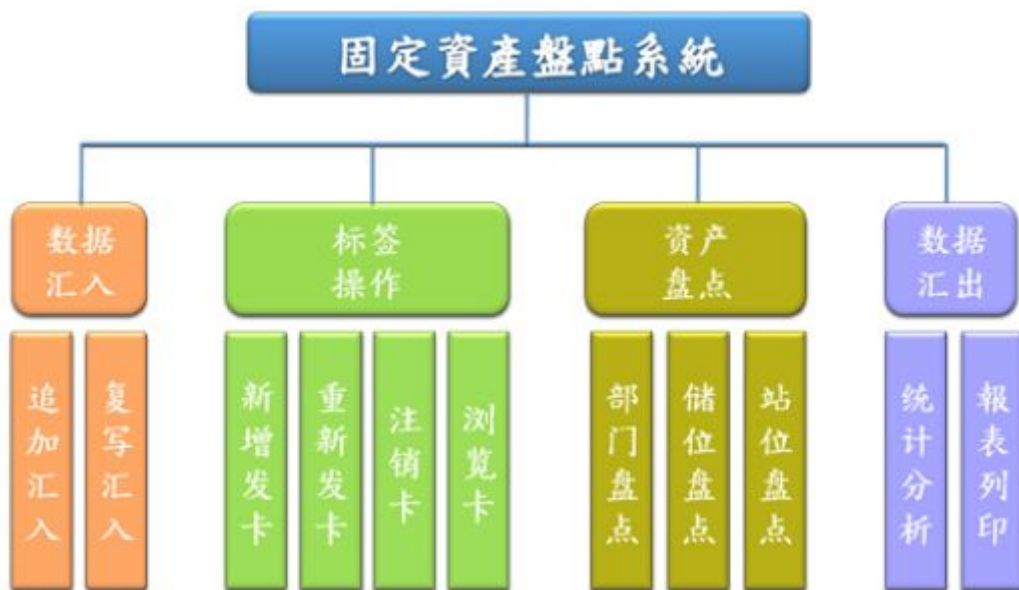 固定資產盤點系統
数据
汇入
标签
操作
资产
盘点
数据
汇出
追加汇入
复写汇入
新增发卡
重新发卡
注销卡
浏览卡
部门盘点
储位盘点
站位盘点
统计分析
報表列印